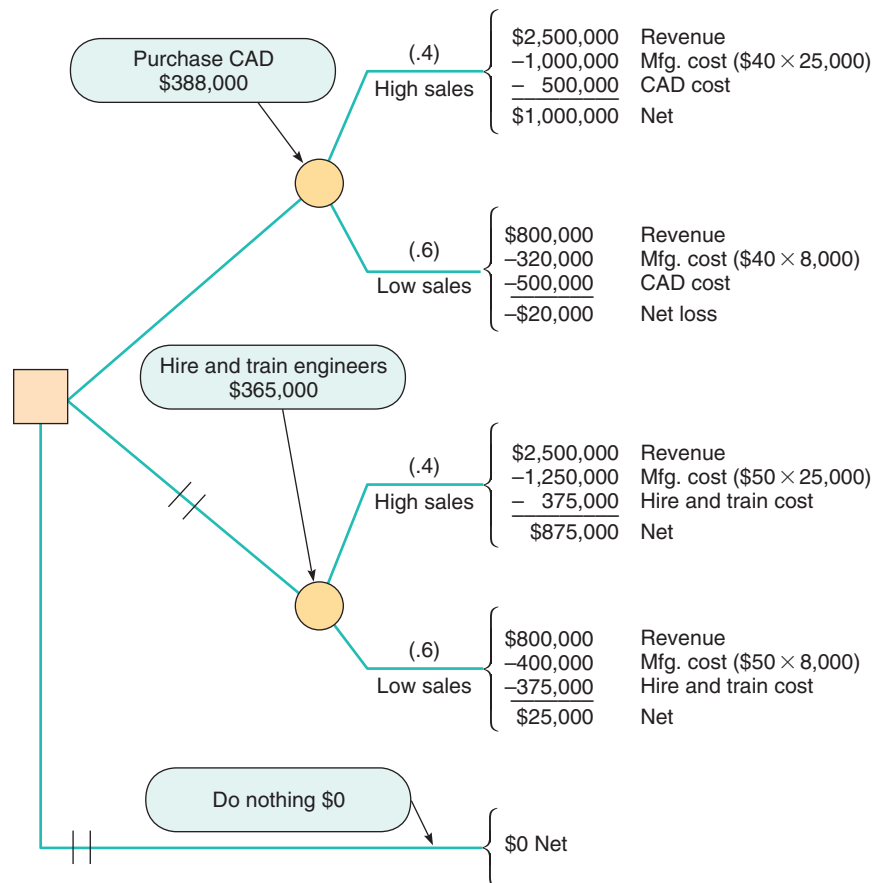 Purchase CAD
$388,000
(.4)
High sales
$2,500,000 Revenue
–1,000,000 Mfg. cost ($40 × 25,000)
– 500,000 CAD cost
$1,000,000 Net
(.6)
Low sales
$800,000 Revenue
–320,000 Mfg. cost ($40 × 8,000)
–500,000 CAD cost
–$20,000 Net loss
Hire and train engineers
$365,000
(.4)
High sales
$2,500,000 Revenue
–1,250,000 Mfg. cost ($50 × 25,000)
– 375,000 Hire and train cost
$875,000 Net
(.6)
Low sales
$800,000 Revenue
–400,000 Mfg. cost ($50 × 8,000)
–375,000 Hire and train cost
$25,000 Net
Do nothing $0
$0 Net